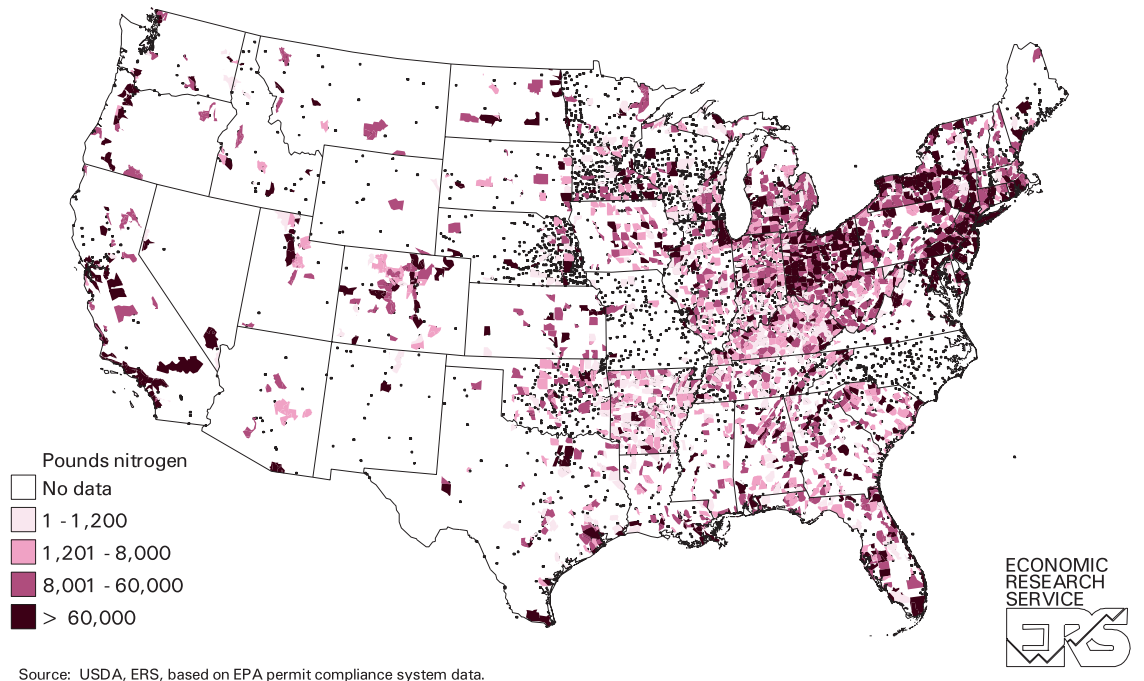 Pounds nitrogen
No data
1 -1,200
1,201 - 8,000
8,001 - 60,000
> 60,000
ECONOMIC
RESEARCH
SERVICE
ERS
Source: USDA, ERS, based on EPA permit compliance system data.